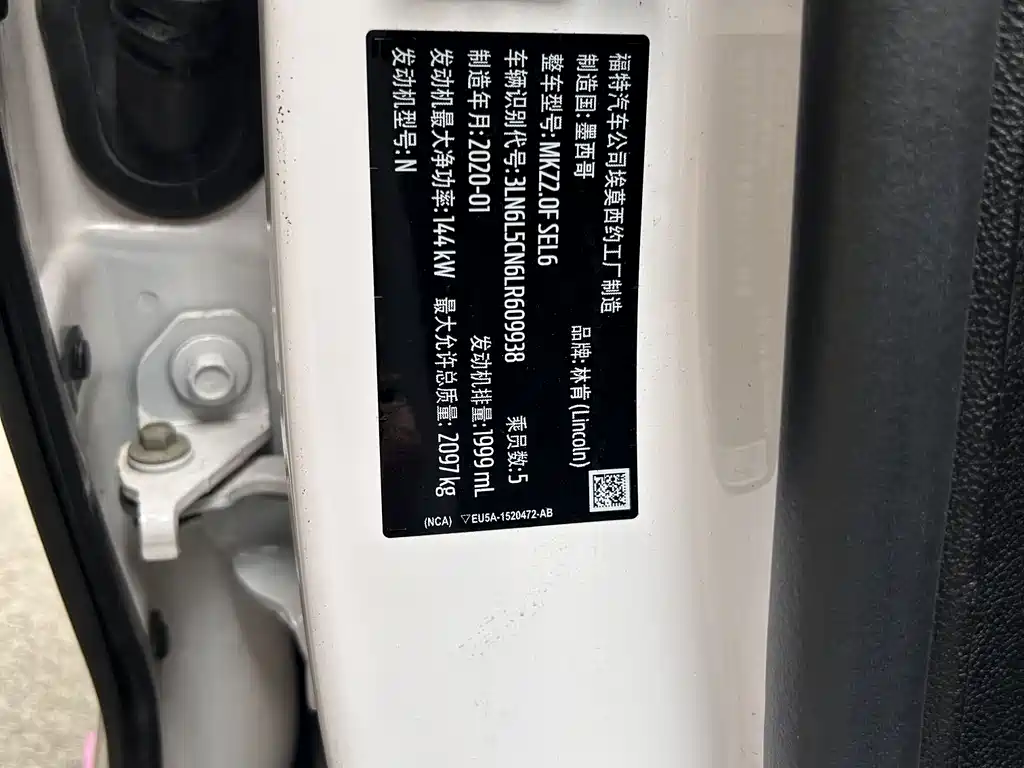 福特汽车公司埃莫西约工厂制造
制造国:墨西哥 品牌:林肯(Lincoln)
整车型号:MKZ2.0F SEL6
车辆识别代号:3LN6L5CN6LR609938 乘员数:5
制造年月:2020-01 发动机排量:1999 mL
发动机最大净功率:144 kW 最大允许总质量: 2097 kg
发动机型号:N
(NCA) ▽EU5A-1520472-AB